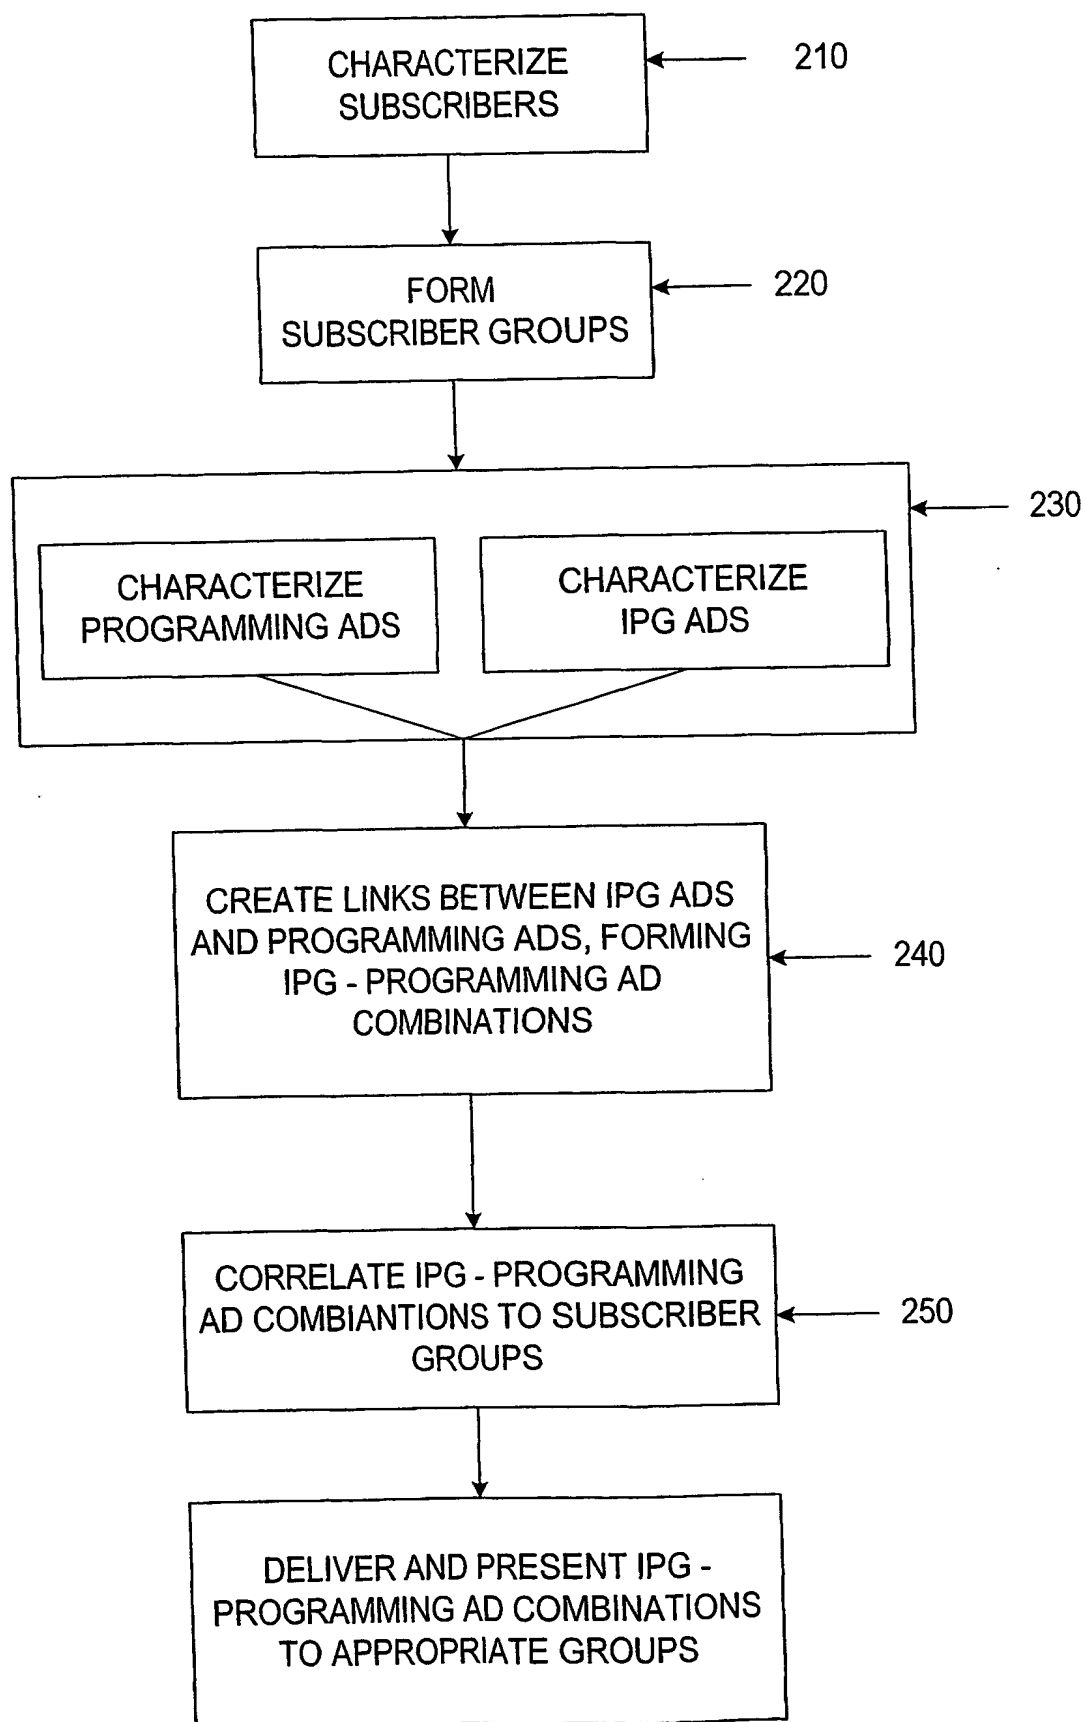 CHARACTERIZE
SUBSCRIBERS
210
FORM
SUBSCRIBER GROUPS
220
230
CHARACTERIZE
PROGRAMMING ADS
CHARACTERIZE
IPG ADS
CREATE LINKS BETWEEN IPG ADS
AND PROGRAMMING ADS, FORMING
IPG - PROGRAMMING AD
COMBINATIONS
240
CORRELATE IPG - PROGRAMMING
AD COMBIANTIONS TO SUBSCRIBER
GROUPS
250
DELIVER AND PRESENT IPG -
PROGRAMMING AD COMBINATIONS
TO APPROPRIATE GROUPS